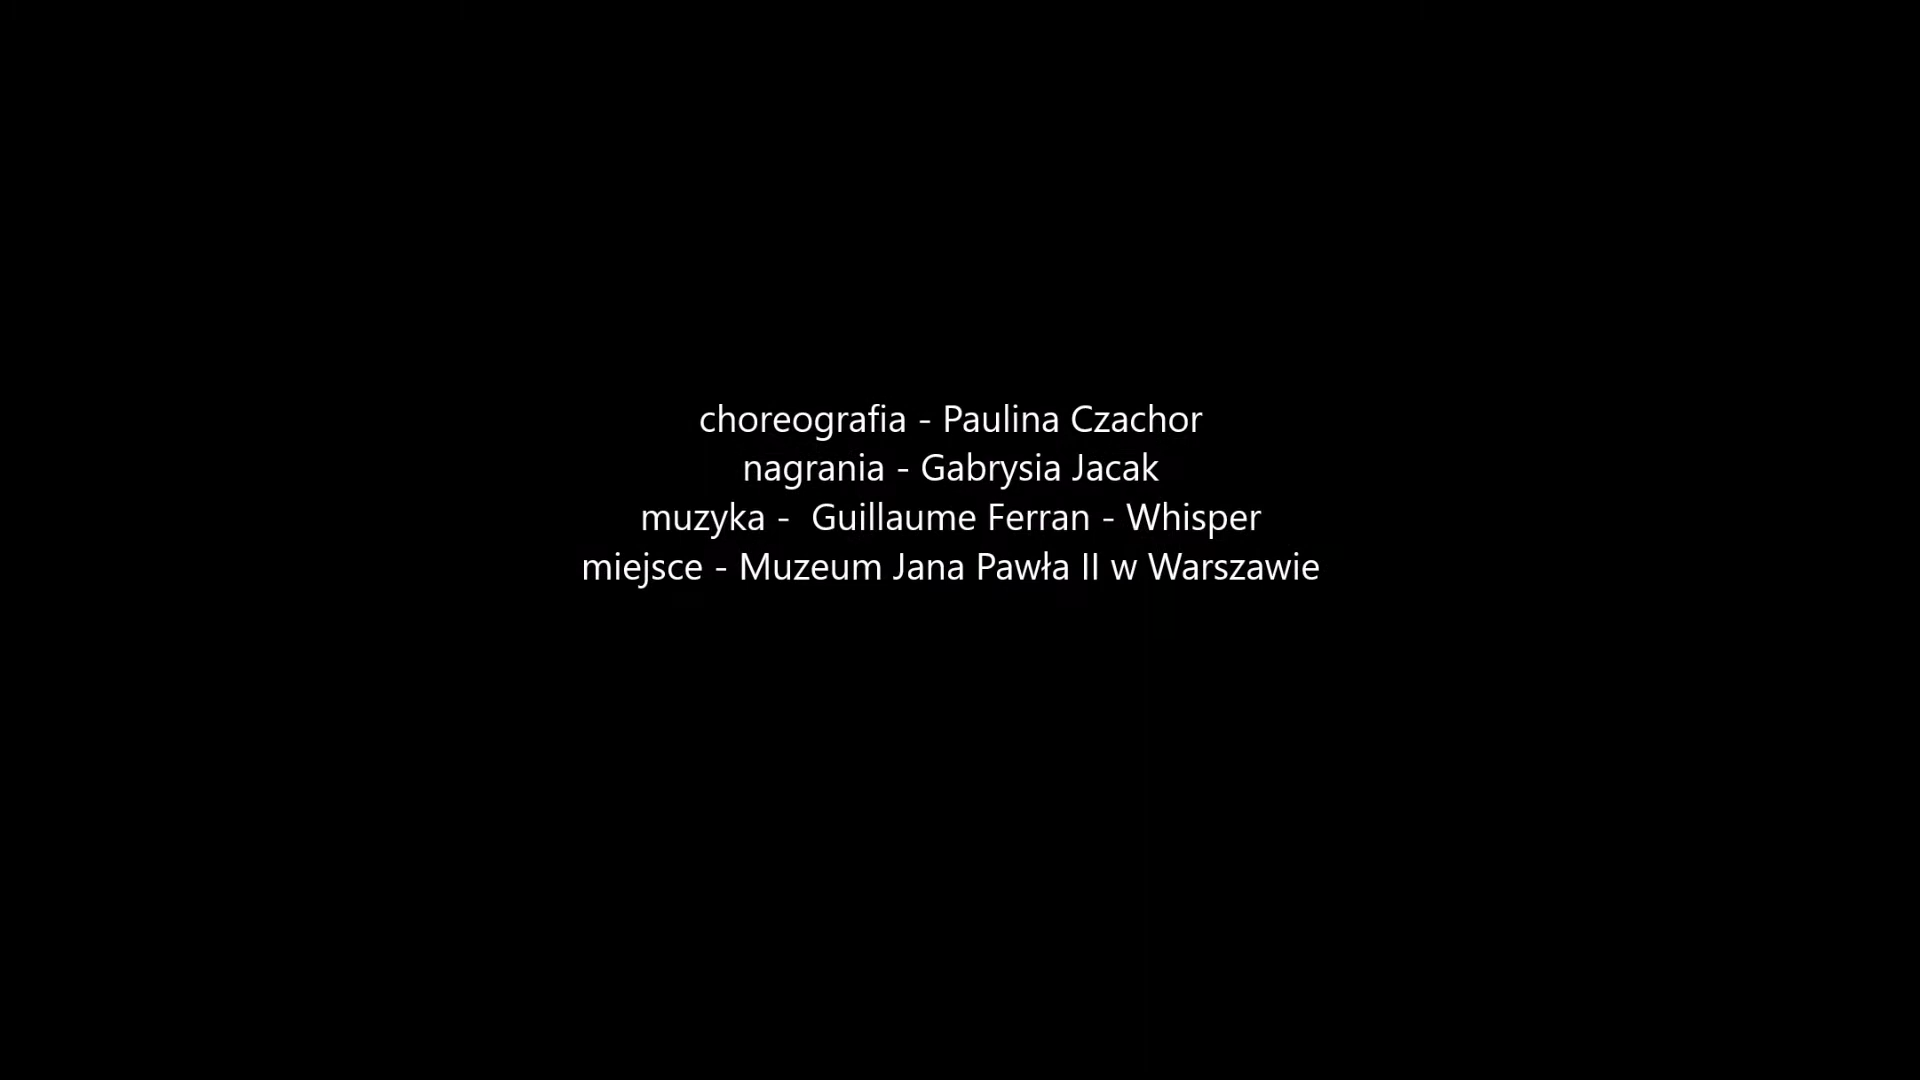 choreografia - Paulina Czachor
nagrania - Gabrysia Jacak
muzyka -  Guillaume Ferran - Whisper
miejsce - Muzeum Jana Pawła II w Warszawie